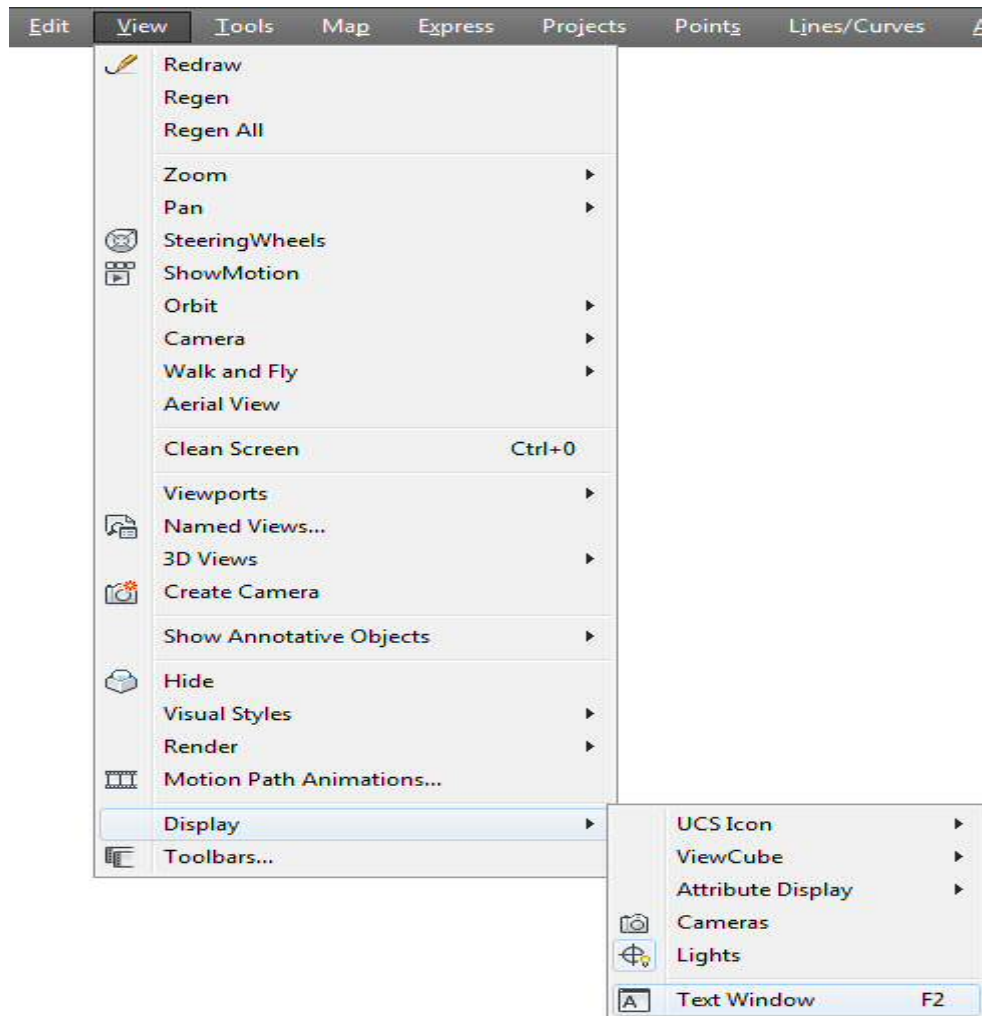 Edit View Tools Map Express Projects Points Lines/Curves
Redraw
Regen
Regen All
Zoom
Pan
SteeringWheels
ShowMotion
Orbit
Camera
Walk and Fly
Aerial View
Clean Screen Ctrl+0
Viewports
Named Views...
3D Views
Create Camera
Show Annotative Objects
Hide
Visual Styles
Render
Motion Path Animations...
Display
Toolbars...
UCS Icon
ViewCube
Attribute Display
Cameras
Lights
Text Window F2